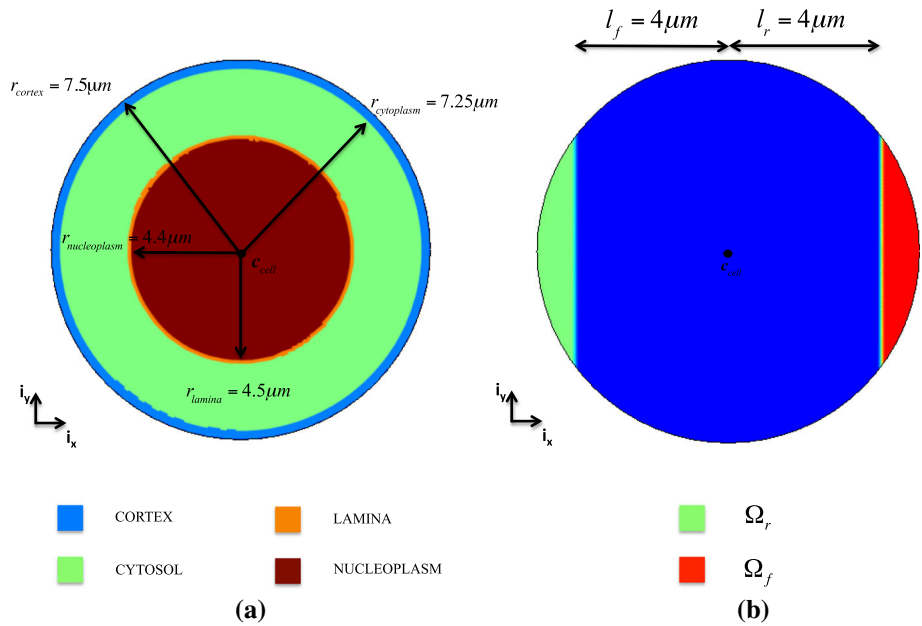 l_f = 4μm
l_r = 4μm
r_cortex = 7.5μm
r_cytoplasm = 7.25μm
r_nucleoplasm = 4.4μm
c_cell
c_cell
r_lamina = 4.5μm
i_y
i_x
i_y
i_x
CORTEX
LAMINA
Ω_r
CYTOSOL
NUCLEOPLASM
Ω_f
(a)
(b)